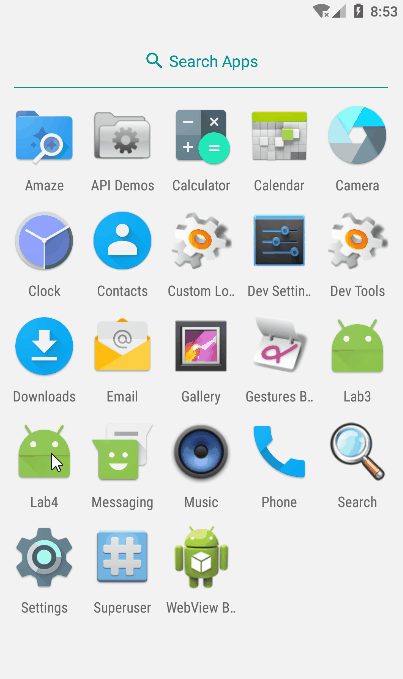 8:53
Search Apps
Amaze API Demos Calculator Calendar Camera
Clock Contacts Custom Lo.. Dev Settin.. Dev Tools
Downloads Email Gallery Gestures B.. Lab3
Lab4 Messaging Music Phone Search
Settings Superuser WebView B..